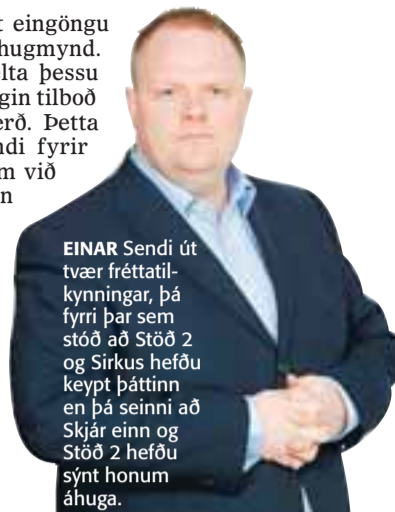 t eingöngu
hugmynd.
elta þessu
gin tilboð
erð. Þetta
ndi fyrir
m við
n
EINAR Sendi út
tvær fréttatil-
kynningar, þá
fyrri þar sem
stóð að Stöð 2
og Sirkus hefðu
keypt þáttinn
en þá seinni að
Skjár einn og
Stöð 2 hefðu
sýnt honum
áhuga.